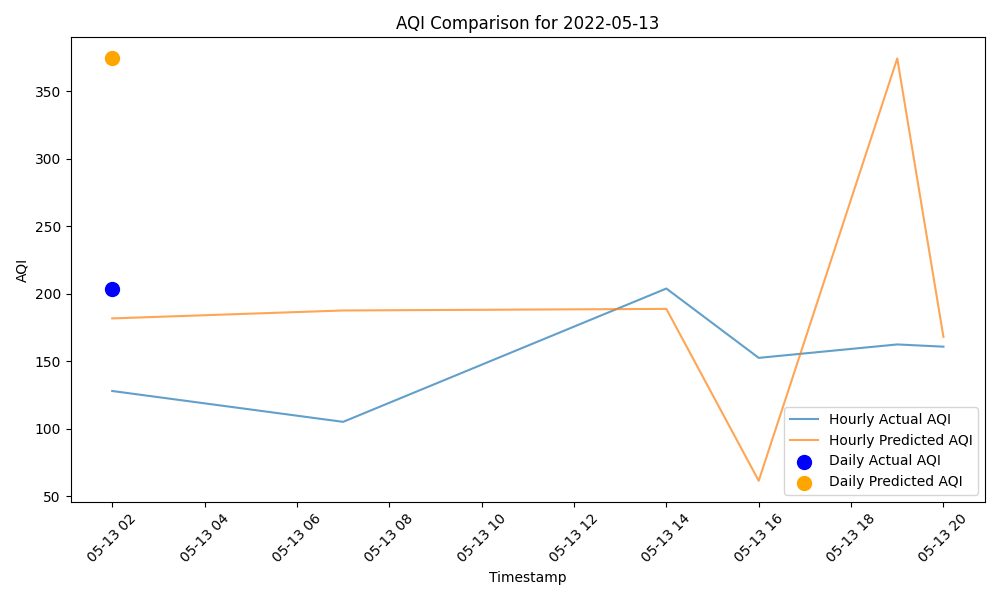 AQI Comparison for 2022-05-13
AQI
350
300
250
200
150
100
50
Hourly Actual AQI
Hourly Predicted AQI
Daily Actual AQI
Daily Predicted AQI
05-13 02
05-13 04
05-13 06
05-13 08
05-13 10
05-13 12
05-13 14
05-13 16
05-13 18
05-13 20
Timestamp